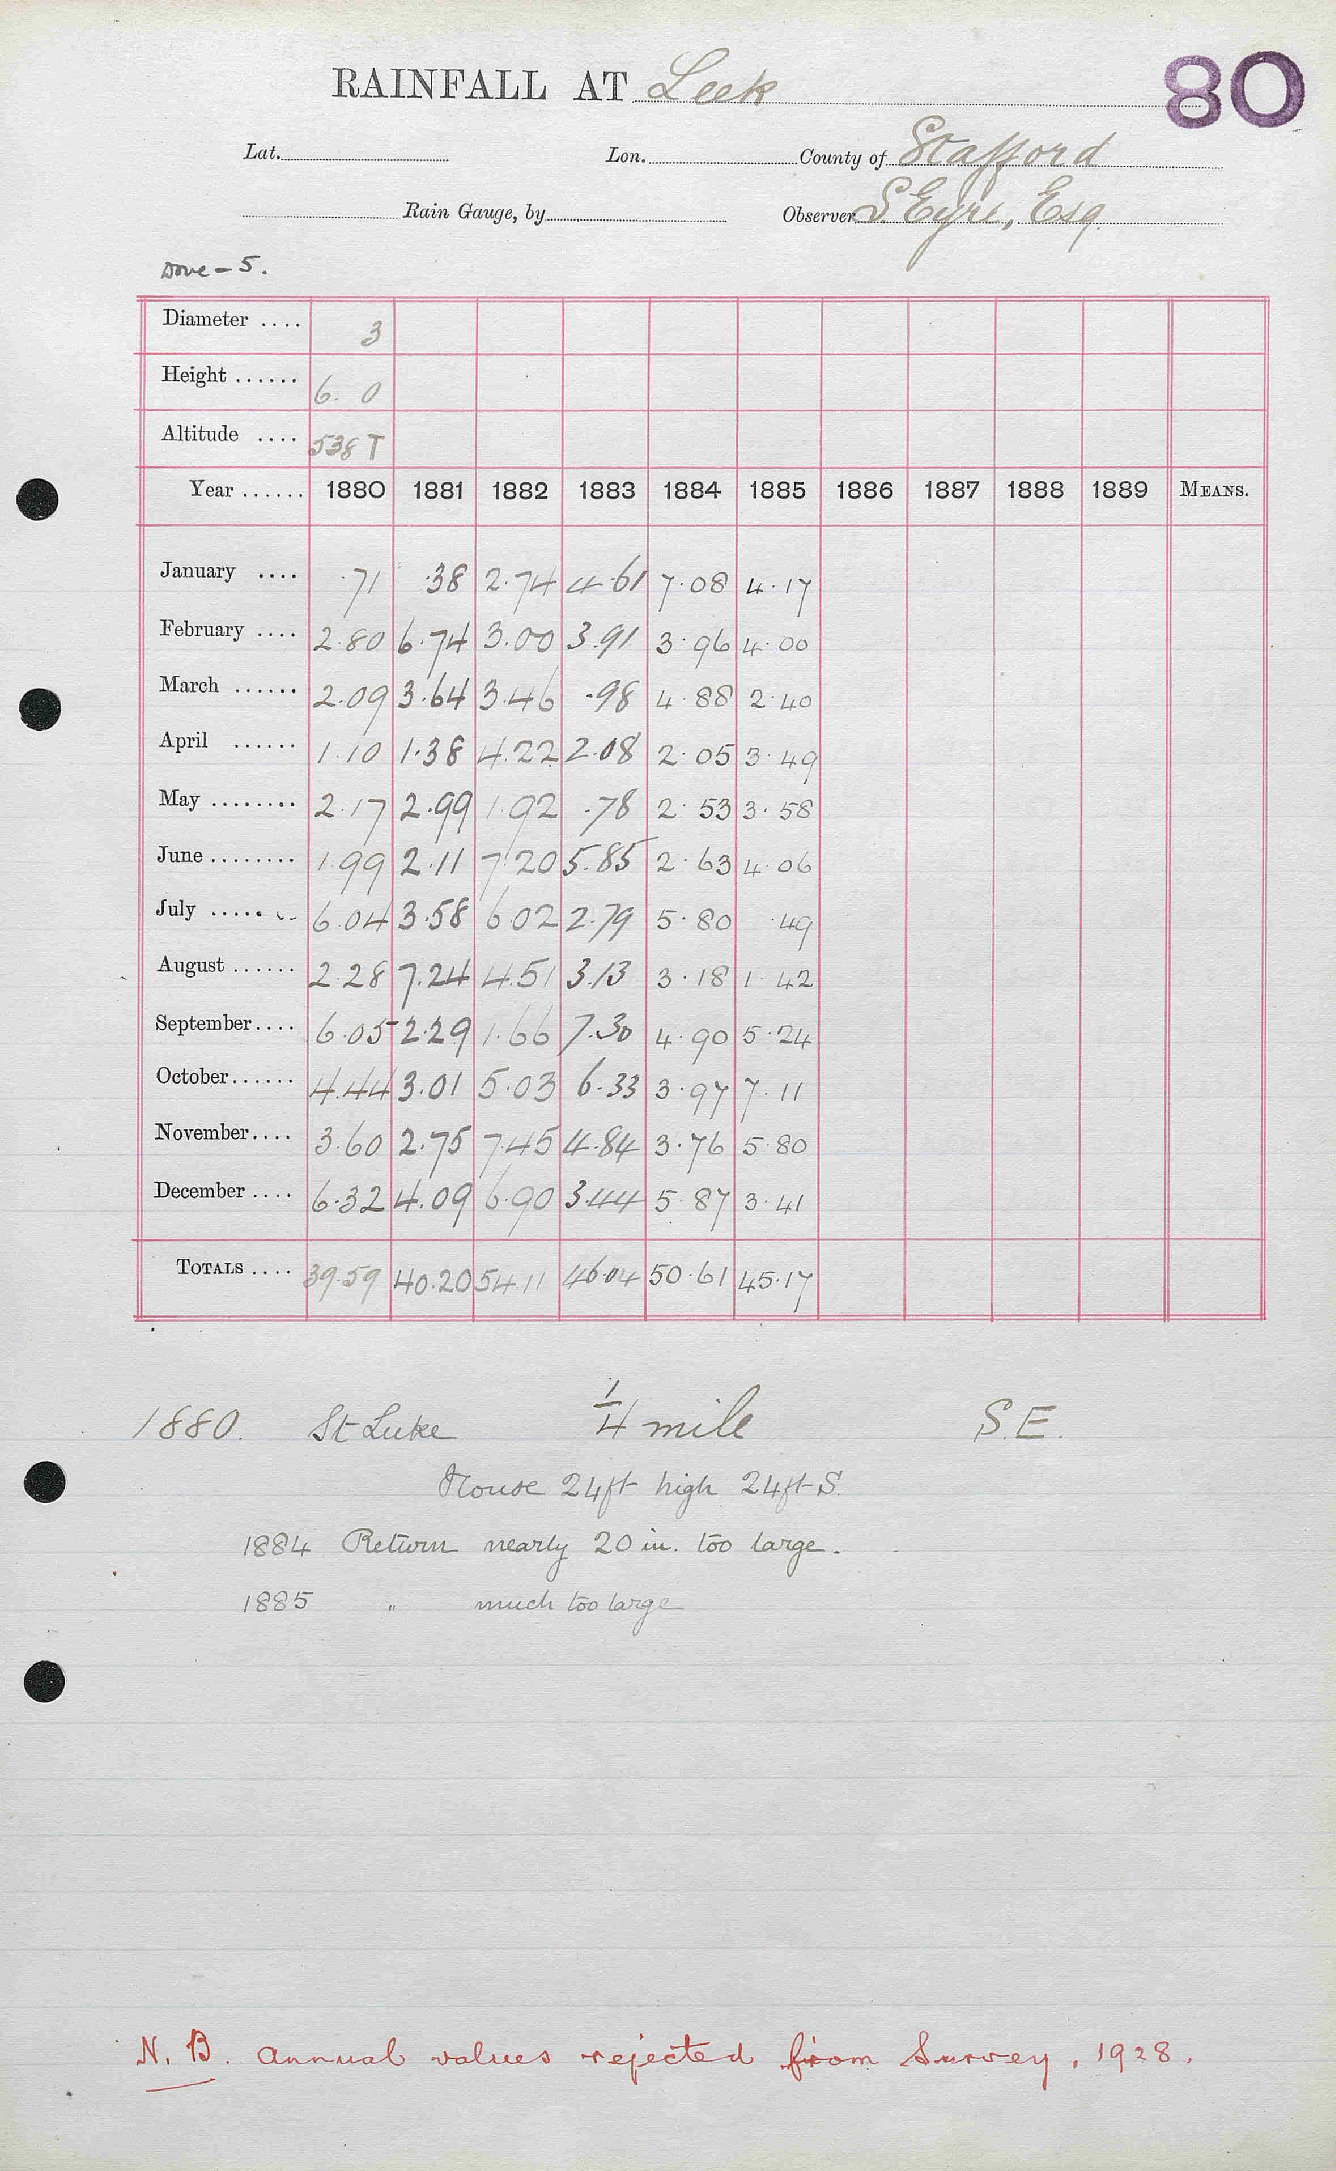 RAINFALL AT Leek 80
Lat. Lon. County of Stafford
Rain Gauge, by Observer S Eyre, Esq.
Dove - 5.
Diameter .... 3
Height ...... 6. 0
Altitude .... 538 T
Year ...... 1880 1881 1882 1883 1884 1885 1886 1887 1888 1889 MEANS.
January .... .71 .38 2.74 4.61 7.08 4.17
February .... 2.80 6.74 3.00 3.91 3.96 4.00
March ...... 2.09 3.64 3.46 .98 4.88 2.40
April ...... 1.10 1.38 4.22 2.08 2.05 3.49
May ........ 2.17 2.99 1.92 .78 2.53 3.58
June ........ 1.99 2.11 7.20 5.85 2.63 4.06
July ...... 6.04 3.58 6.02 2.79 5.80 .49
August ...... 2.28 7.24 4.51 3.13 3.18 1.42
September.... 6.05 2.29 1.66 7.30 4.90 5.24
October...... 4.44 3.01 5.03 6.33 3.97 7.11
November.... 3.60 2.75 7.45 4.84 3.76 5.80
December .... 6.32 4.09 6.90 3.44 5.87 3.41
TOTALS .... 39.59 40.20 54.11 46.04 50.61 45.17
1880. St Luke 1/4 mile S.E.
House 24ft high 24ft S.
1884 Return nearly 20 in. too large.
1885 " much too large
N. B. Annual values rejected from Survey, 1928.